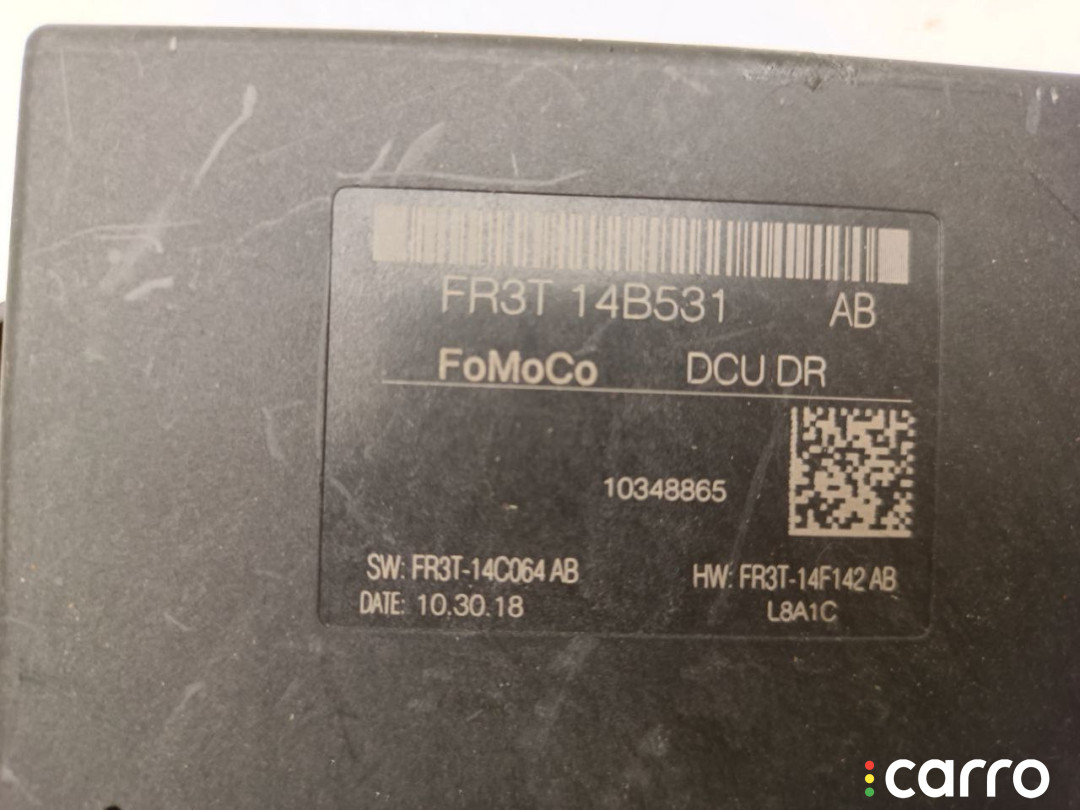 FR3T 14B531 AB
FoMoCo DCU DR
10348865
SW: FR3T-14C064 AB HW: FR3T-14F142 AB
DATE: 10.30.18 L8A1C
carro